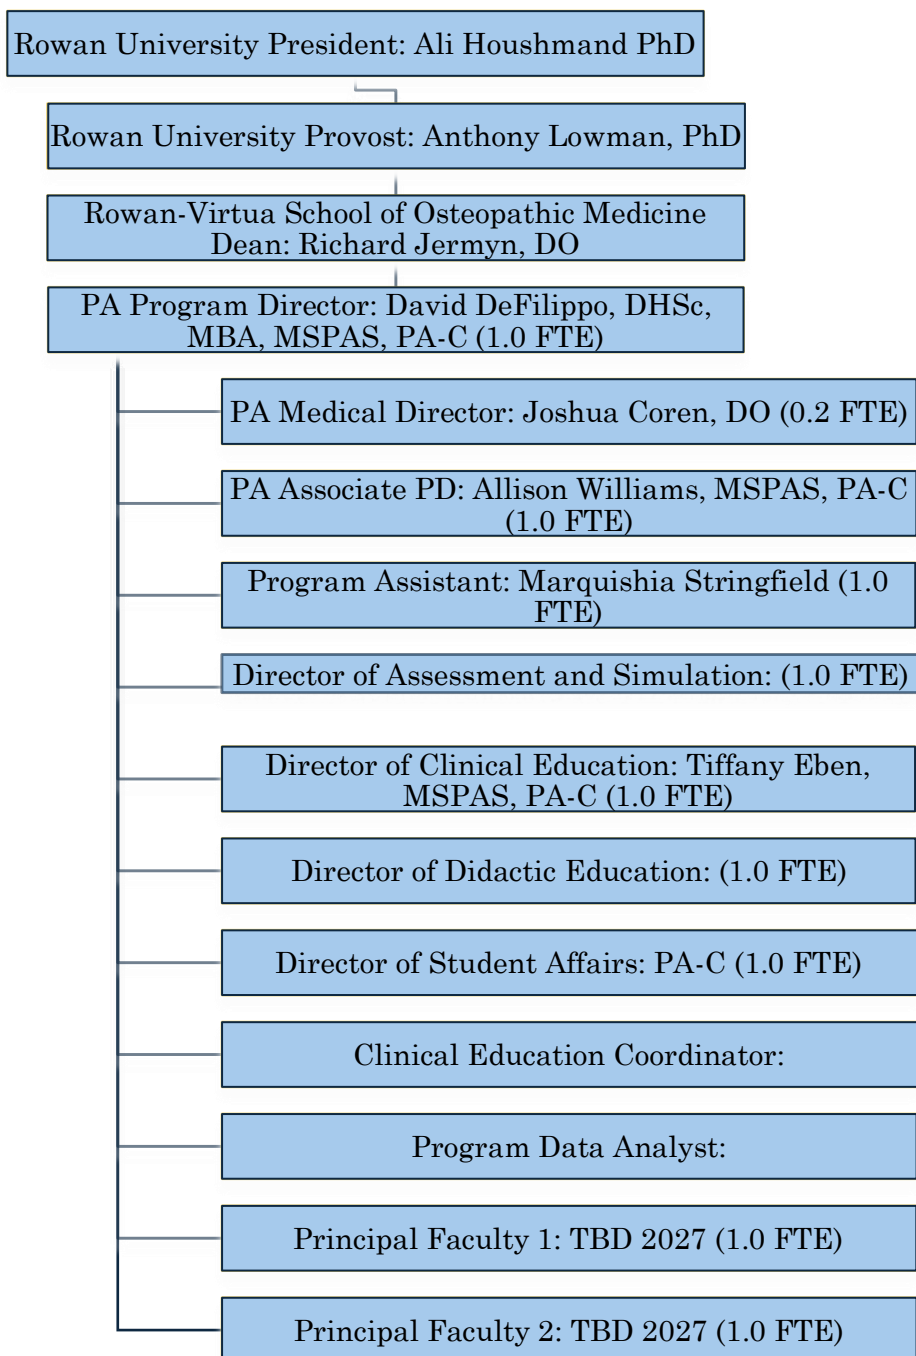 Rowan University President: Ali Houshmand PhD
Rowan University Provost: Anthony Lowman, PhD
Rowan-Virtua School of Osteopathic Medicine
Dean: Richard Jermyn, DO
PA Program Director: David DeFilippo, DHSc,
MBA, MSPAS, PA-C (1.0 FTE)
PA Medical Director: Joshua Coren, DO (0.2 FTE)
PA Associate PD: Allison Williams, MSPAS, PA-C
(1.0 FTE)
Program Assistant: Marquishia Stringfield (1.0
FTE)
Director of Assessment and Simulation: (1.0 FTE)
Director of Clinical Education: Tiffany Eben,
MSPAS, PA-C (1.0 FTE)
Director of Didactic Education: (1.0 FTE)
Director of Student Affairs: PA-C (1.0 FTE)
Clinical Education Coordinator:
Program Data Analyst:
Principal Faculty 1: TBD 2027 (1.0 FTE)
Principal Faculty 2: TBD 2027 (1.0 FTE)